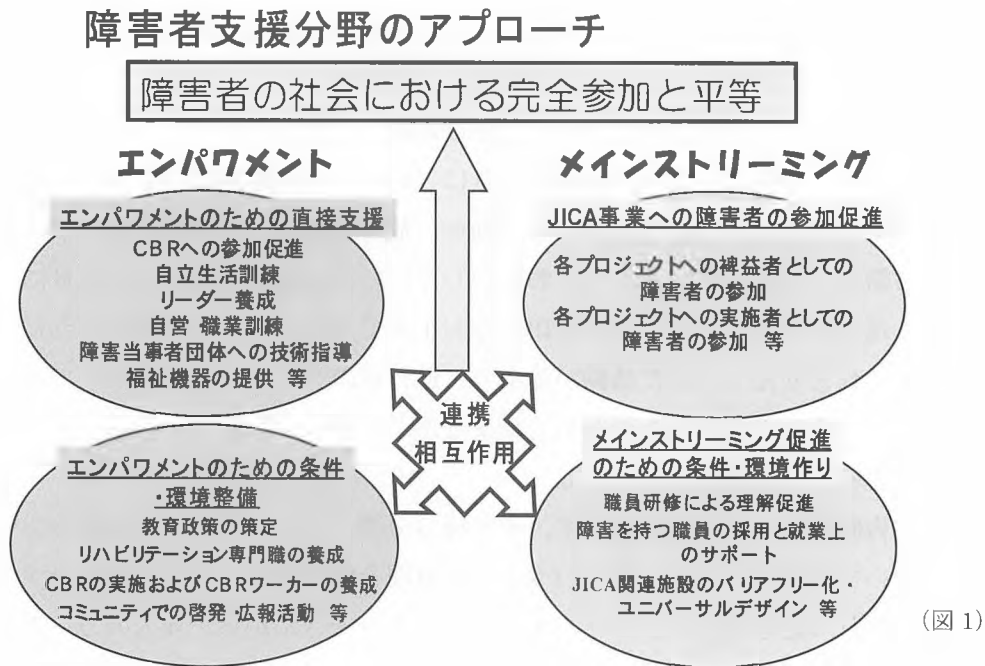 障害者支援分野のアプローチ
障害者の社会における完全参加と平等
エンパワメント
エンパワメントのための直接支援
CBRへの参加促進
自立生活訓練
リーダー養成
自営 職業訓練
障害当事者団体への技術指導
福祉機器の提供 等
メインストリーミング
JICA事業への障害者の参加促進
各プロジェクトへの裨益者としての
障害者の参加
各プロジェクトへの実施者としての
障害者の参加 等
連携
相互作用
エンパワメントのための条件
・環境整備
教育政策の策定
リハビリテーション専門職の養成
CBRの実施およびCBRワーカーの養成
コミュニティでの啓発・広報活動 等
メインストリーミング促進
のための条件・環境作り
職員研修による理解促進
障害を持つ職員の採用と就業上
のサポート
JICA関連施設のバリアフリー化・
ユニバーサルデザイン 等
(図1)